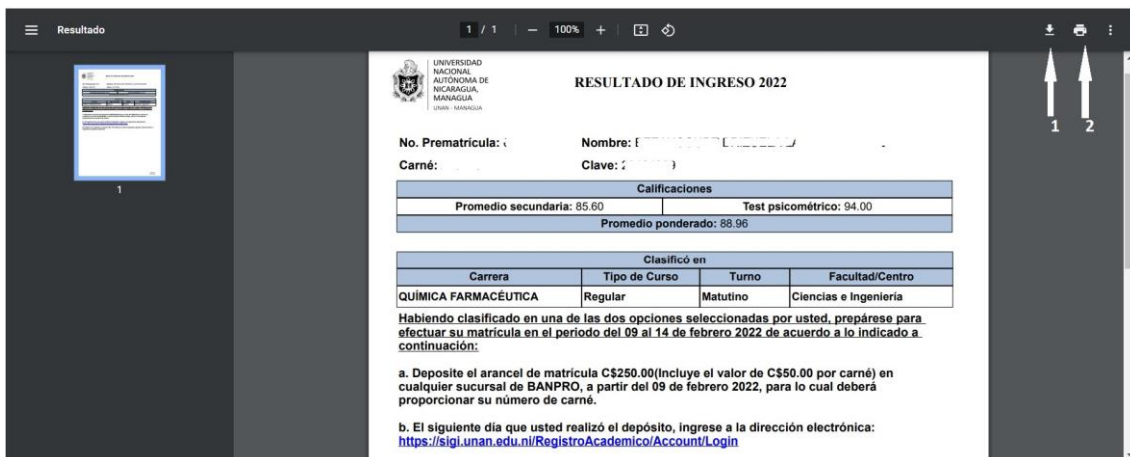 Resultado
1 / 1
100%
1
UNIVERSIDAD
NACIONAL
AUTÓNOMA DE
NICARAGUA,
MANAGUA
UNAN - MANAGUA
RESULTADO DE INGRESO 2022
1 2
No. Prematrícula:
Nombre:
Carné:
Clave:
Calificaciones
Promedio secundaria: 85.60 Test psicométrico: 94.00
Promedio ponderado: 88.96
Clasificó en
Carrera Tipo de Curso Turno Facultad/Centro
QUÍMICA FARMACÉUTICA Regular Matutino Ciencias e Ingeniería
Habiendo clasificado en una de las dos opciones seleccionadas por usted, prepárese para
efectuar su matrícula en el periodo del 09 al 14 de febrero 2022 de acuerdo a lo indicado a
continuación:
a. Deposite el arancel de matrícula C$250.00(Incluye el valor de C$50.00 por carné) en
cualquier sucursal de BANPRO, a partir del 09 de febrero 2022, para lo cual deberá
proporcionar su número de carné.
b. El siguiente día que usted realizó el depósito, ingrese a la dirección electrónica:
https://sigi.unan.edu.ni/RegistroAcademico/Account/Login